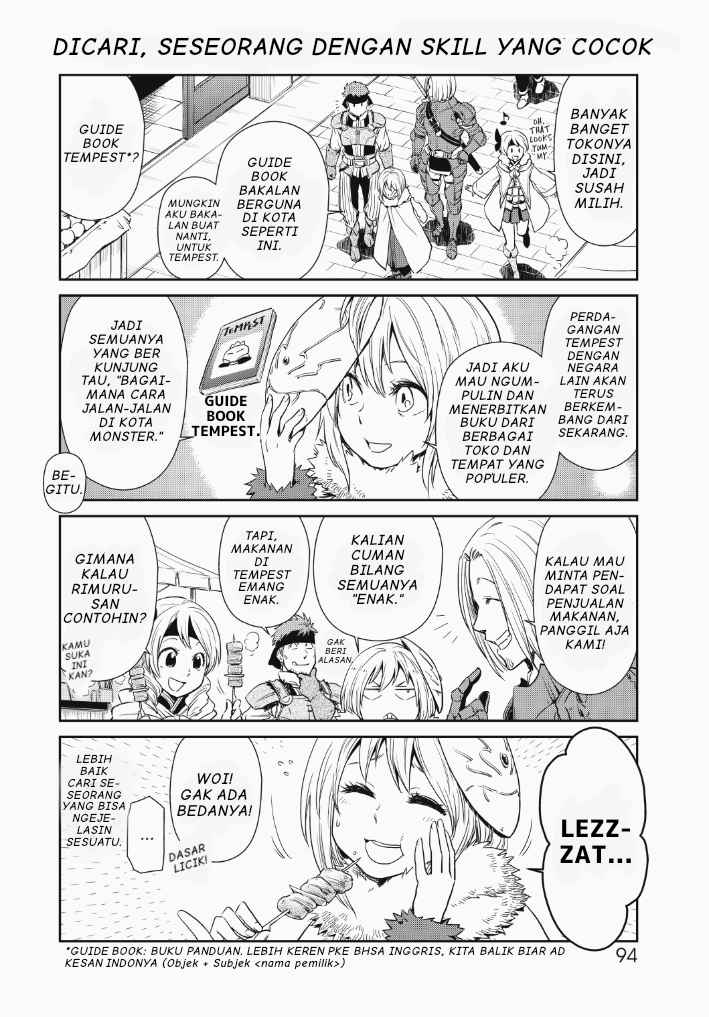 DICARI, SESEORANG DENGAN SKILL YANG COCOK
BANYAK
BANGET
TOKONYA
DISINI,
JADI
SUSAH
MILIH.
OH,
THAT
LOOKS
YUM-
MY.
GUIDE
BOOK
BAKALAN
BERGUNA
DI KOTA
SEPERTI
INI.
MUNGKIN
AKU BAKA-
LAN BUAT
NANTI,
UNTUK
TEMPEST.
GUIDE
BOOK
TEMPEST*?
PERDA-
GANGAN
TEMPEST
DENGAN
NEGARA
LAIN AKAN
TERUS
BERKEM-
BANG DARI
SEKARANG.
JADI AKU
MAU NGUM-
PULIN DAN
MENERBITKAN
BUKU DARI
BERBAGAI
TOKO DAN
TEMPAT YANG
POPULER.
TEMPEST
GUIDE
BOOK
TEMPEST.
JADI
SEMUANYA
YANG BER
KUNJUNG
TAU, "BAGAI-
MANA CARA
JALAN-JALAN
DI KOTA
MONSTER."
BE-
GITU.
KALAU MAU
MINTA PEN-
DAPAT SOAL
PENJUALAN
MAKANAN,
PANGGIL AJA
KAMI!
KALIAN
CUMAN
BILANG
SEMUANYA
"ENAK."
GAK
BERI
ALASAN.
TAPI,
MAKANAN
DI
TEMPEST
EMANG
ENAK.
GIMANA
KALAU
RIMURU-
SAN
CONTOHIN?
KAMU
SUKA
INI
KAN?
LEZZ-
ZAT...
WOI!
GAK ADA
BEDANYA!
DASAR
LICIK!
...
LEBIH
BAIK
CARI SE-
SEORANG
YANG BISA
NGEJE-
LASIN
SESUATU.
*GUIDE BOOK: BUKU PANDUAN. LEBIH KEREN PKE BHSA INGGRIS, KITA BALIK BIAR AD
KESAN INDONYA (Objek + Subjek <nama pemilik>)
94